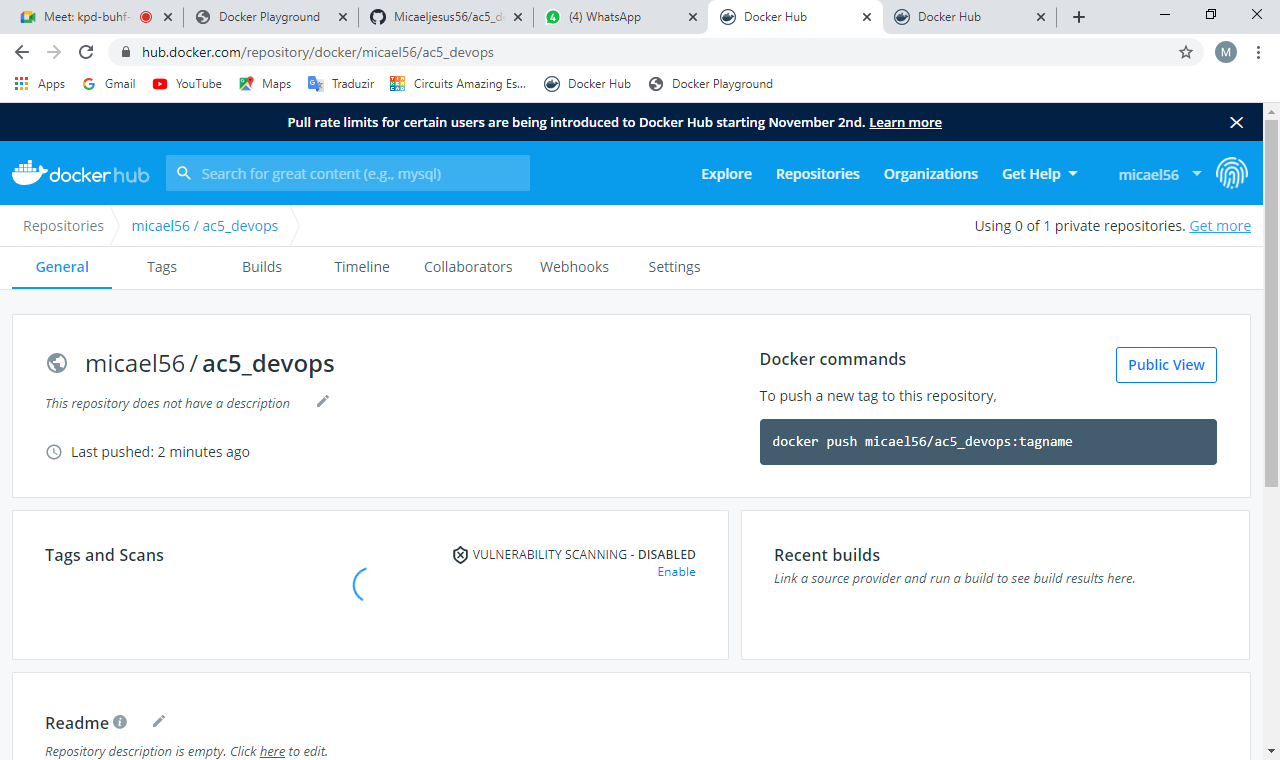 Meet: kpd-buhf-
Docker Playground
Micaeljesus56/ac5_de
(4) WhatsApp
Docker Hub
Docker Hub
hub.docker.com/repository/docker/micael56/ac5_devops
M
Apps
Gmail
YouTube
Maps
Traduzir
Circuits Amazing Es...
Docker Hub
Docker Playground
Pull rate limits for certain users are being introduced to Docker Hub starting November 2nd. Learn more
dockerhub
Search for great content (e.g., mysql)
Explore
Repositories
Organizations
Get Help
micael56
Repositories
micael56 / ac5_devops
Using 0 of 1 private repositories. Get more
General
Tags
Builds
Timeline
Collaborators
Webhooks
Settings
micael56 / ac5_devops
This repository does not have a description
Last pushed: 2 minutes ago
Docker commands
Public View
To push a new tag to this repository,
docker push micael56/ac5_devops:tagname
Tags and Scans
VULNERABILITY SCANNING - DISABLED
Enable
Recent builds
Link a source provider and run a build to see build results here.
Readme
Repository description is empty. Click here to edit.